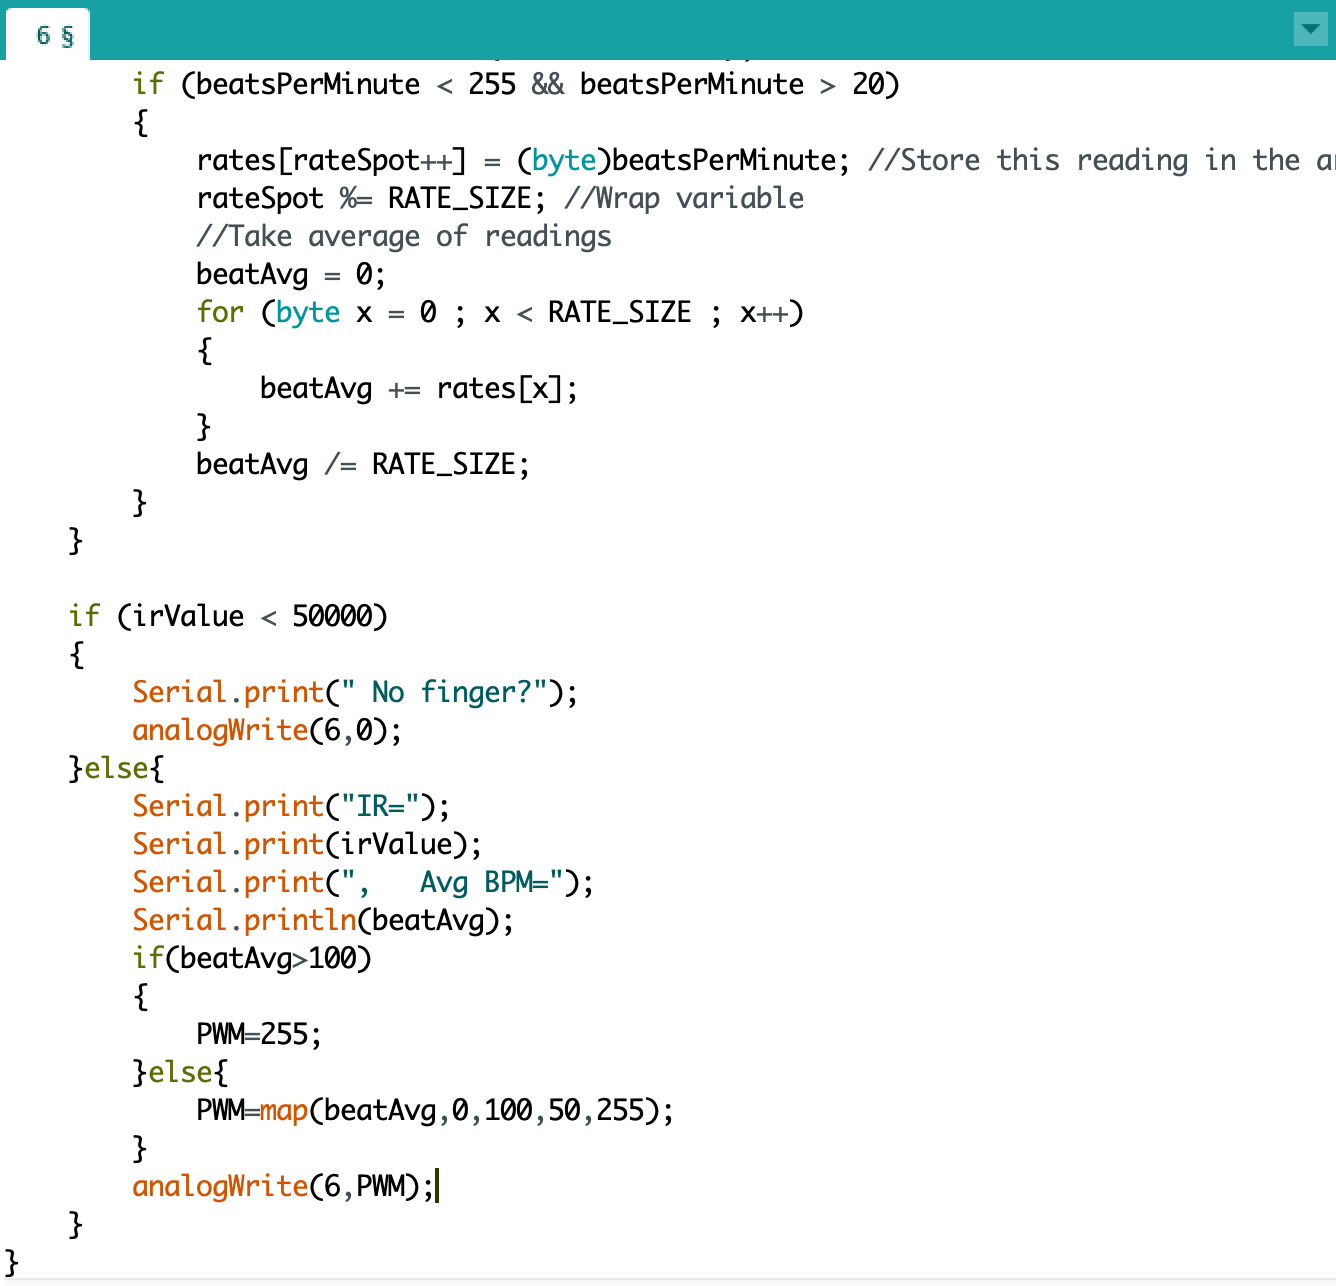 6 §
if (beatsPerMinute < 255 && beatsPerMinute > 20)
{
rates[rateSpot++] = (byte)beatsPerMinute; //Store this reading in the
rateSpot %= RATE_SIZE; //Wrap variable
//Take average of readings
beatAvg = 0;
for (byte x = 0 ; x < RATE_SIZE ; x++)
{
beatAvg += rates[x];
}
beatAvg /= RATE_SIZE;
}
}
if (irValue < 50000)
{
Serial.print(" No finger?");
analogWrite(6,0);
}else{
Serial.print("IR=");
Serial.print(irValue);
Serial.print(",   Avg BPM=");
Serial.println(beatAvg);
if(beatAvg>100)
{
PWM=255;
}else{
PWM=map(beatAvg,0,100,50,255);
}
analogWrite(6,PWM);
}
}